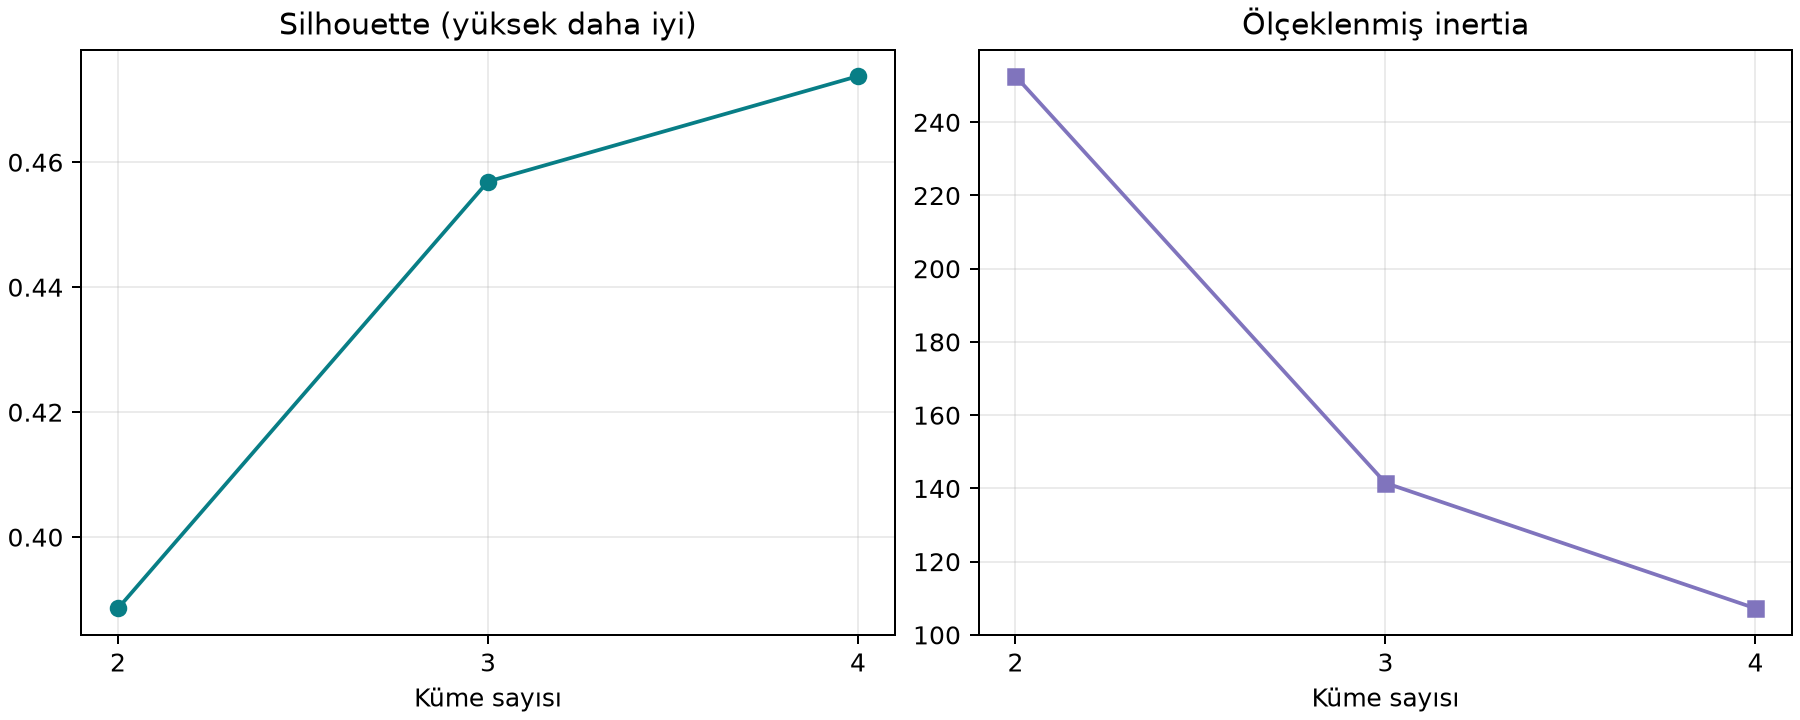 Silhouette (yüksek daha iyi)
0.46
0.44
0.42
0.40
2 3 4
Küme sayısı
Ölçeklenmiş inertia
240
220
200
180
160
140
120
100
2 3 4
Küme sayısı